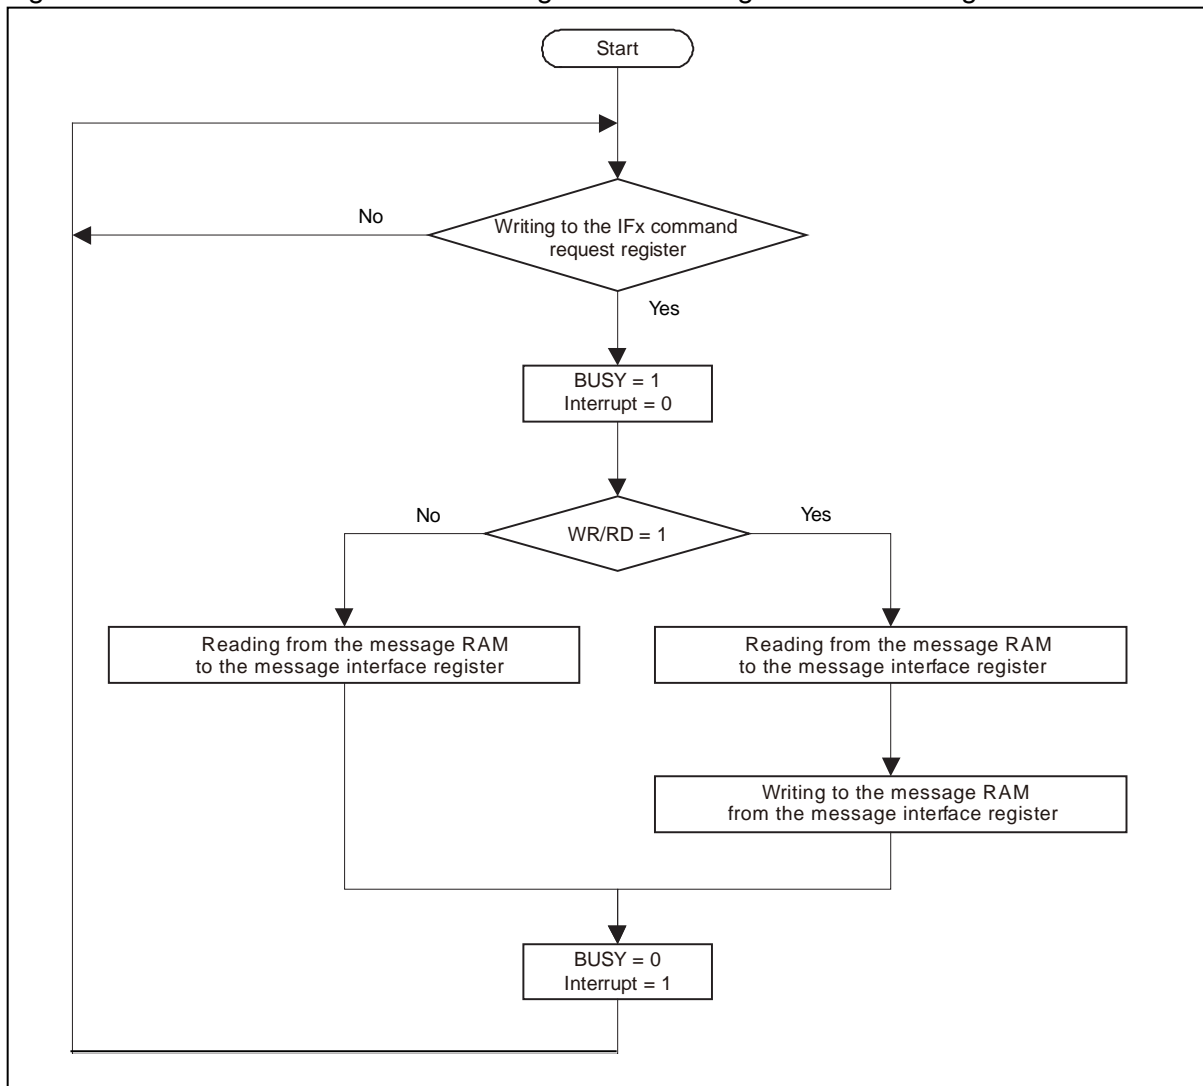 Start
No
Writing to the IFx command
request register
Yes
BUSY = 1
Interrupt = 0
No
Yes
WR/RD = 1
Reading from the message RAM
to the message interface register
Reading from the message RAM
to the message interface register
Writing to the message RAM
from the message interface register
BUSY = 0
Interrupt = 1